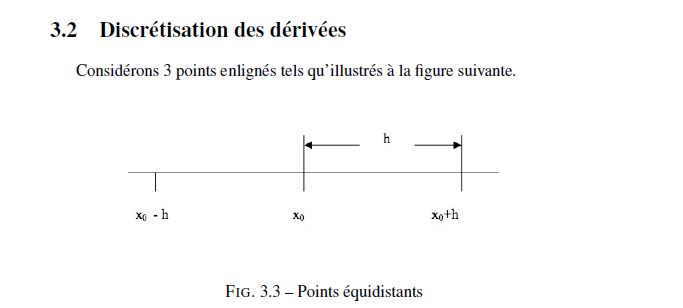 3.2 Discrétisation des dérivées
Considérons 3 points enlignés tels qu'illustrés à la figure suivante.
h
x₀ - h
x₀
x₀+h
FIG. 3.3 – Points équidistants